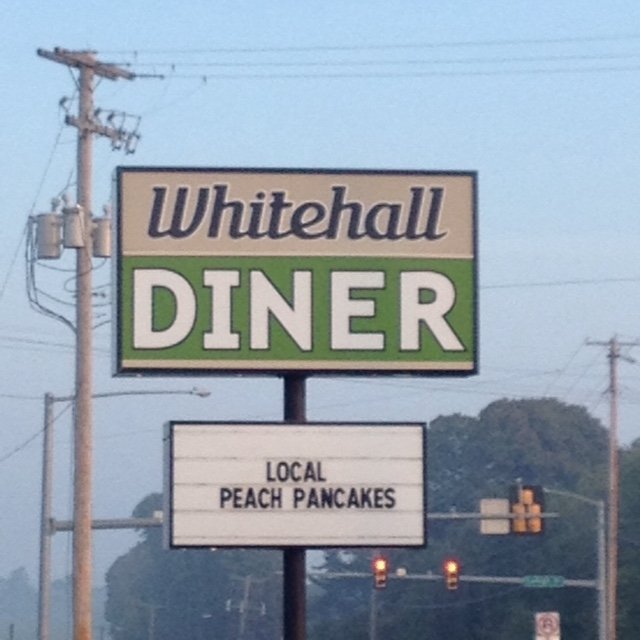 Whitehall
DINER
LOCAL
PEACH PANCAKES